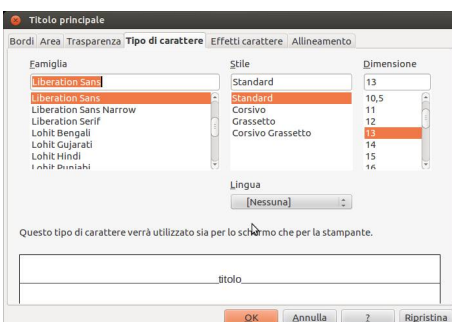 Titolo principale
Bordi Area Trasparenza Tipo di carattere Effetti carattere Allineamento
Famiglia Stile Dimensione
Liberation Sans Standard 13
Liberation Sans Standard 10,5
Liberation Sans Narrow Corsivo 11
Liberation Serif Grassetto 12
Lohit Bengali Corsivo Grassetto 13
Lohit Gujarati 14
Lohit Hindi 15
Lohit Punjabi 16
Lingua
[Nessuna]
Questo tipo di carattere verrà utilizzato sia per lo schermo che per la stampante.
titolo
OK Annulla ? Ripristina